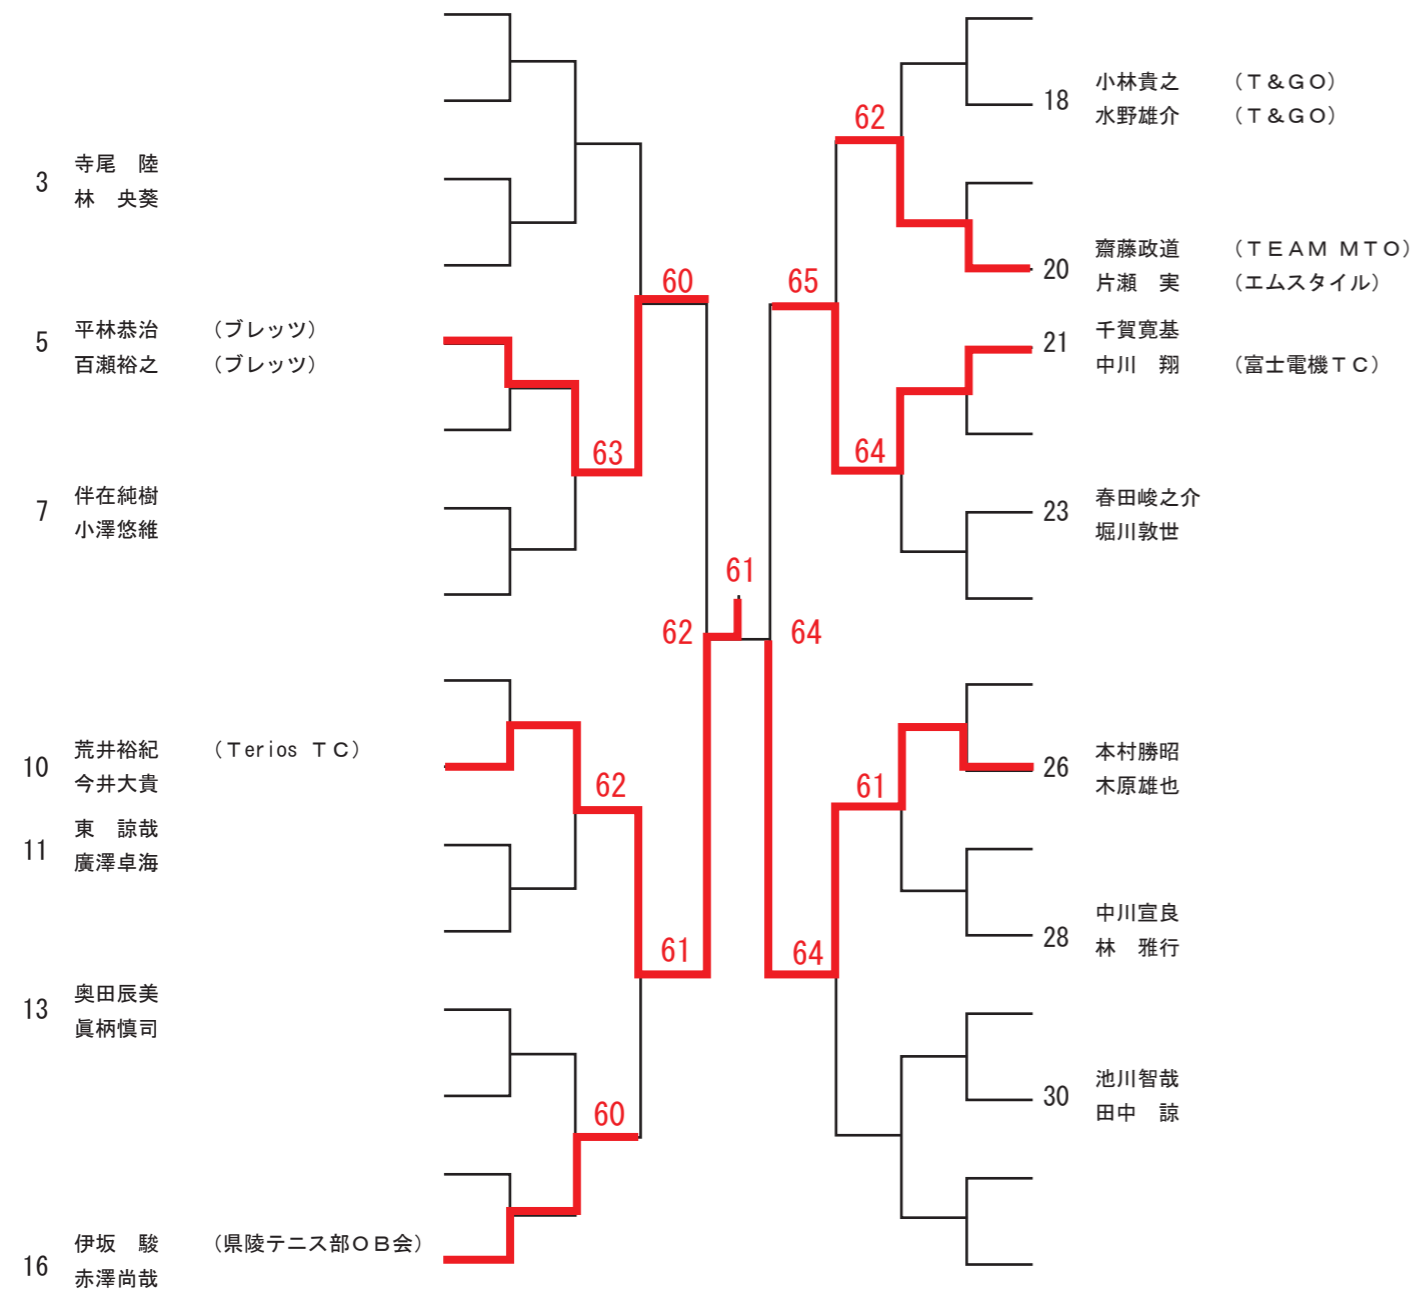 3
寺尾　陸
林　央葵
5
平林恭治　（ブレッツ）
百瀬裕之　（ブレッツ）
7
伴在純樹
小澤悠維
10
荒井裕紀　（Terios ＴＣ）
今井大貴
11
東　諒哉
廣澤卓海
13
奥田辰美
眞柄慎司
16
伊坂　駿　（県陵テニス部ＯＢ会）
赤澤尚哉
60
63
62
61
62
61
60
62
65
64
64
61
64
18
小林貴之　（Ｔ＆ＧＯ）
水野雄介　（Ｔ＆ＧＯ）
20
齋藤政道　（ＴＥＡＭ ＭＴＯ）
片瀬　実　（エムスタイル）
21
千賀寛基
中川　翔　（富士電機ＴＣ）
23
春田峻之介
堀川敦世
26
本村勝昭
木原雄也
28
中川宣良
林　雅行
30
池川智哉
田中　諒